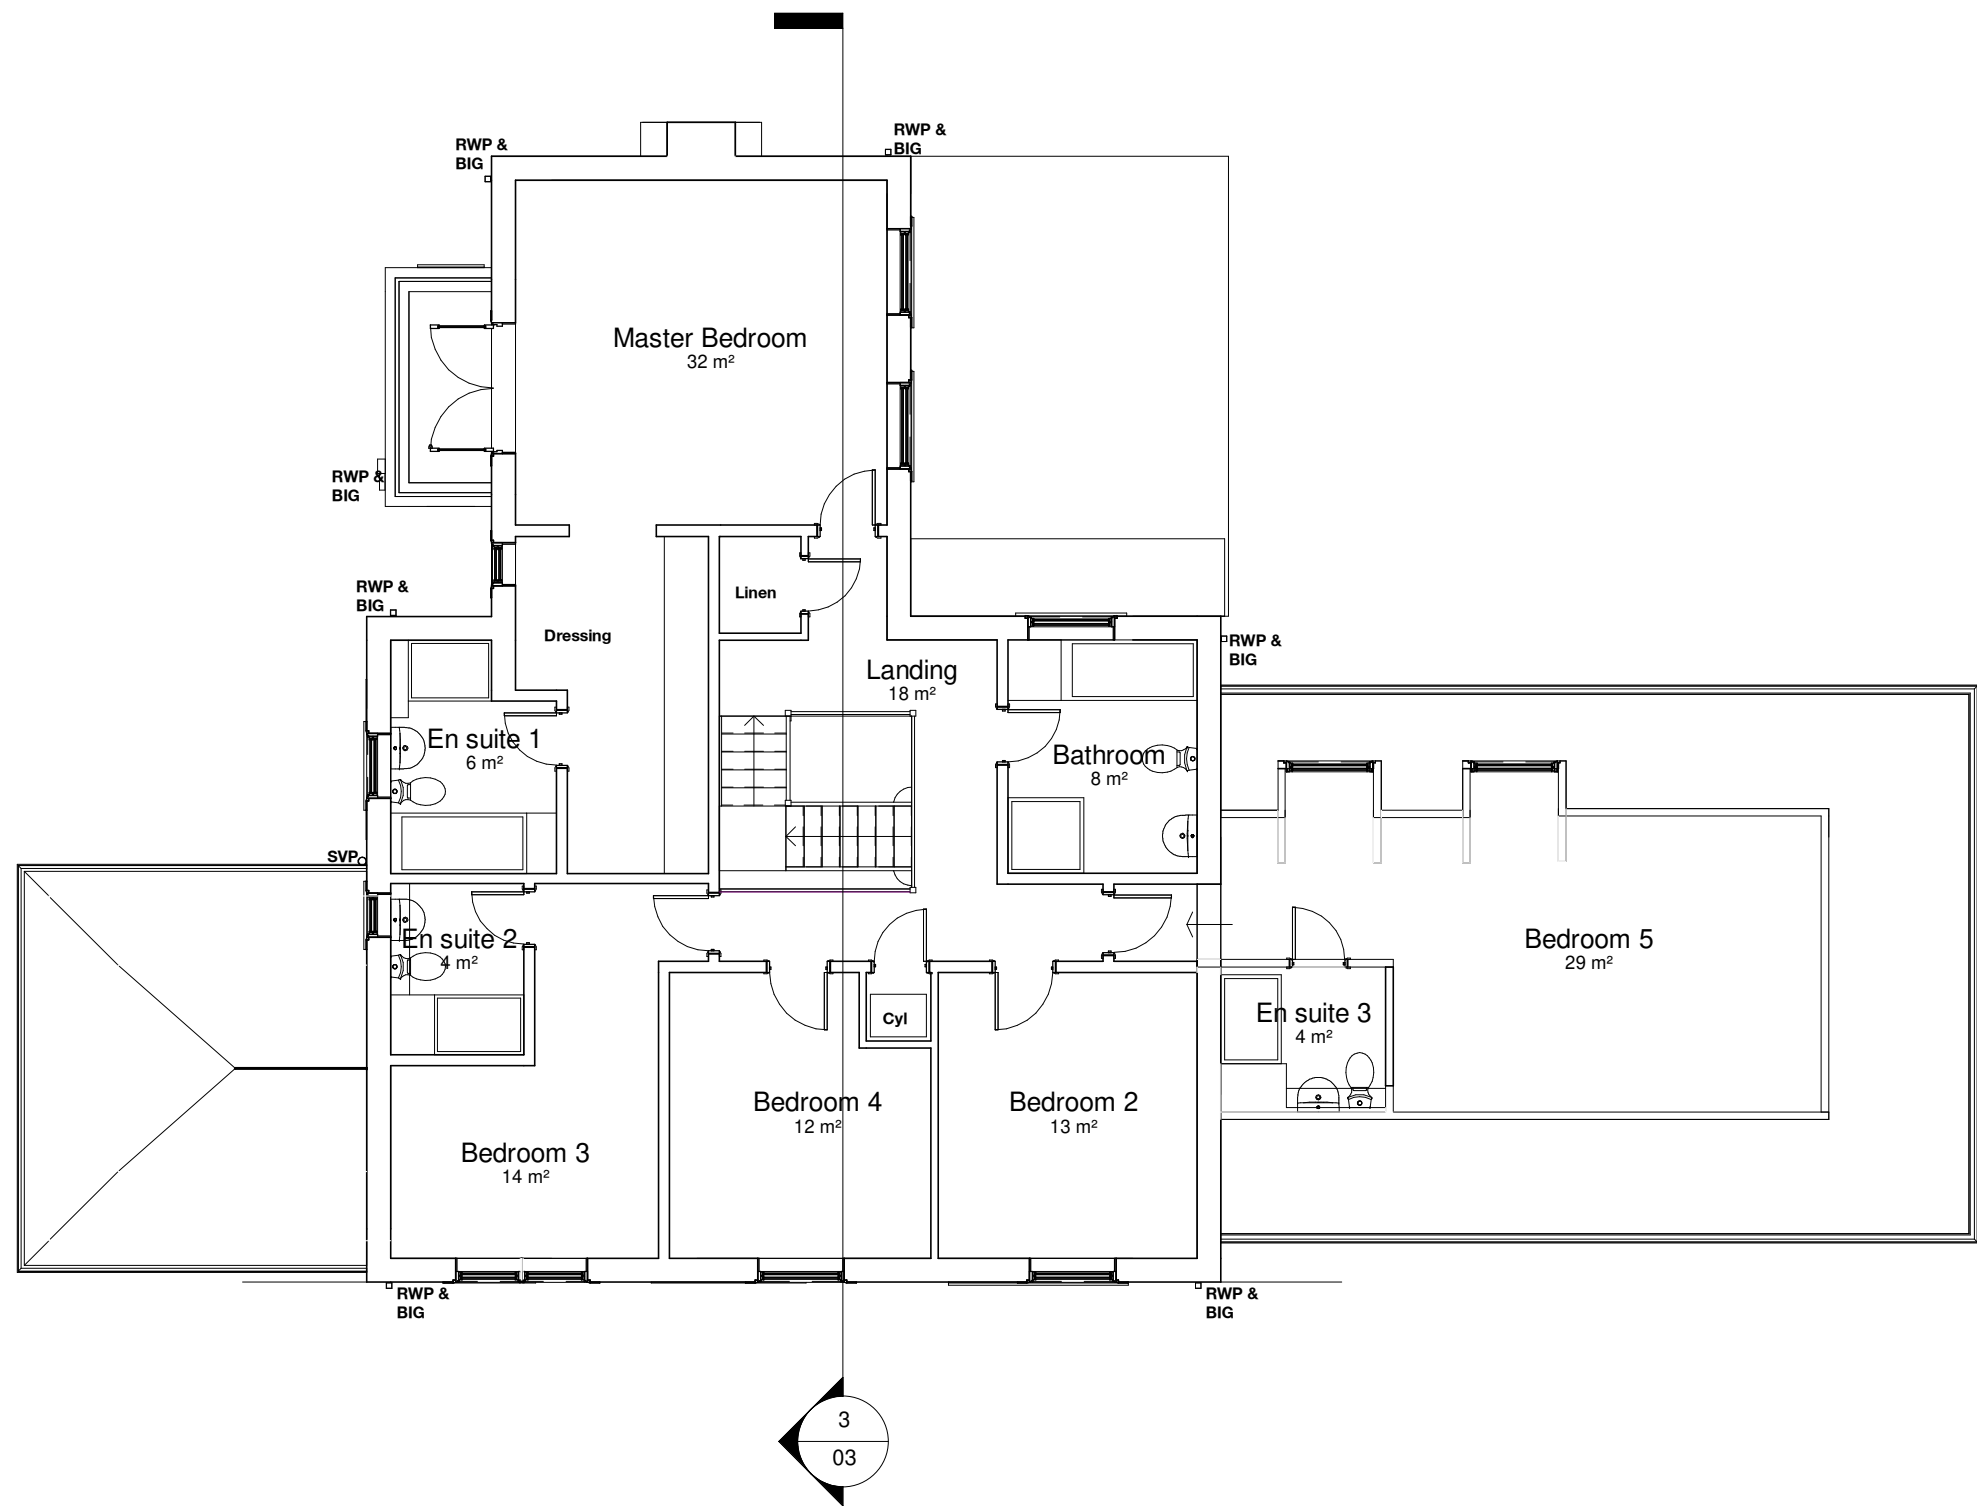 RWP &
BIG
RWP &
BIG
Master Bedroom
32 m²
RWP &
BIG
RWP &
BIG
Linen
Dressing
RWP &
BIG
Landing
18 m²
En suite 1
6 m²
Bathroom
8 m²
SVP
En suite 2
4 m²
Bedroom 5
29 m²
Cyl
En suite 3
4 m²
Bedroom 4
12 m²
Bedroom 2
13 m²
Bedroom 3
14 m²
RWP &
BIG
RWP &
BIG
3
03